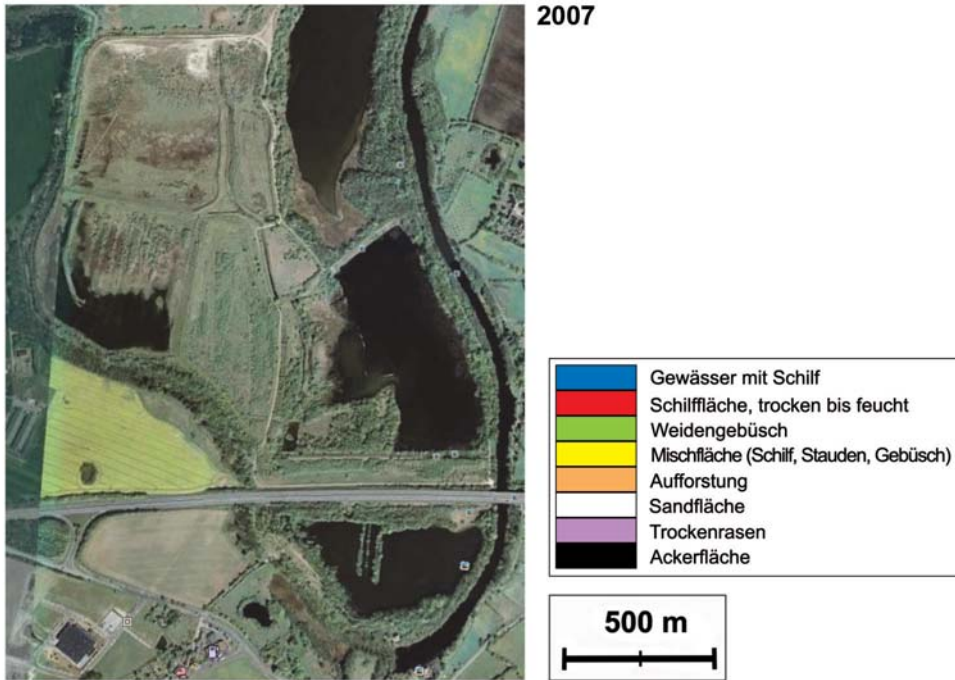 2007
Gewässer mit Schilf
Schilffläche, trocken bis feucht
Weidengebüsch
Mischfläche (Schilf, Stauden, Gebüsch)
Aufforstung
Sandfläche
Trockenrasen
Ackerfläche
500 m